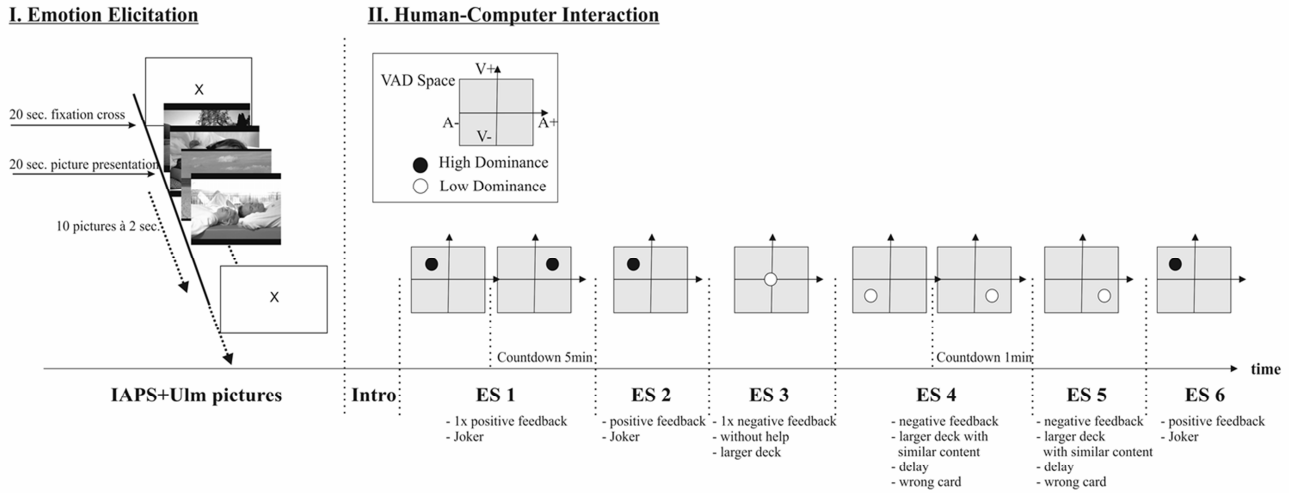 I. Emotion Elicitation
X
20 sec. fixation cross
20 sec. picture presentation
10 pictures à 2 sec.
X
IAPS+Ulm pictures
II. Human-Computer Interaction
VAD Space
V+
A-
A+
V-
High Dominance
Low Dominance
Countdown 5min
Countdown 1min
time
Intro
ES 1
- 1x positive feedback
- Joker
ES 2
- positive feedback
- Joker
ES 3
- 1x negative feedback
- without help
- larger deck
ES 4
- negative feedback
- larger deck with
similar content
- delay
- wrong card
ES 5
- negative feedback
- larger deck
with similar content
- delay
- wrong card
ES 6
- positive feedback
- Joker